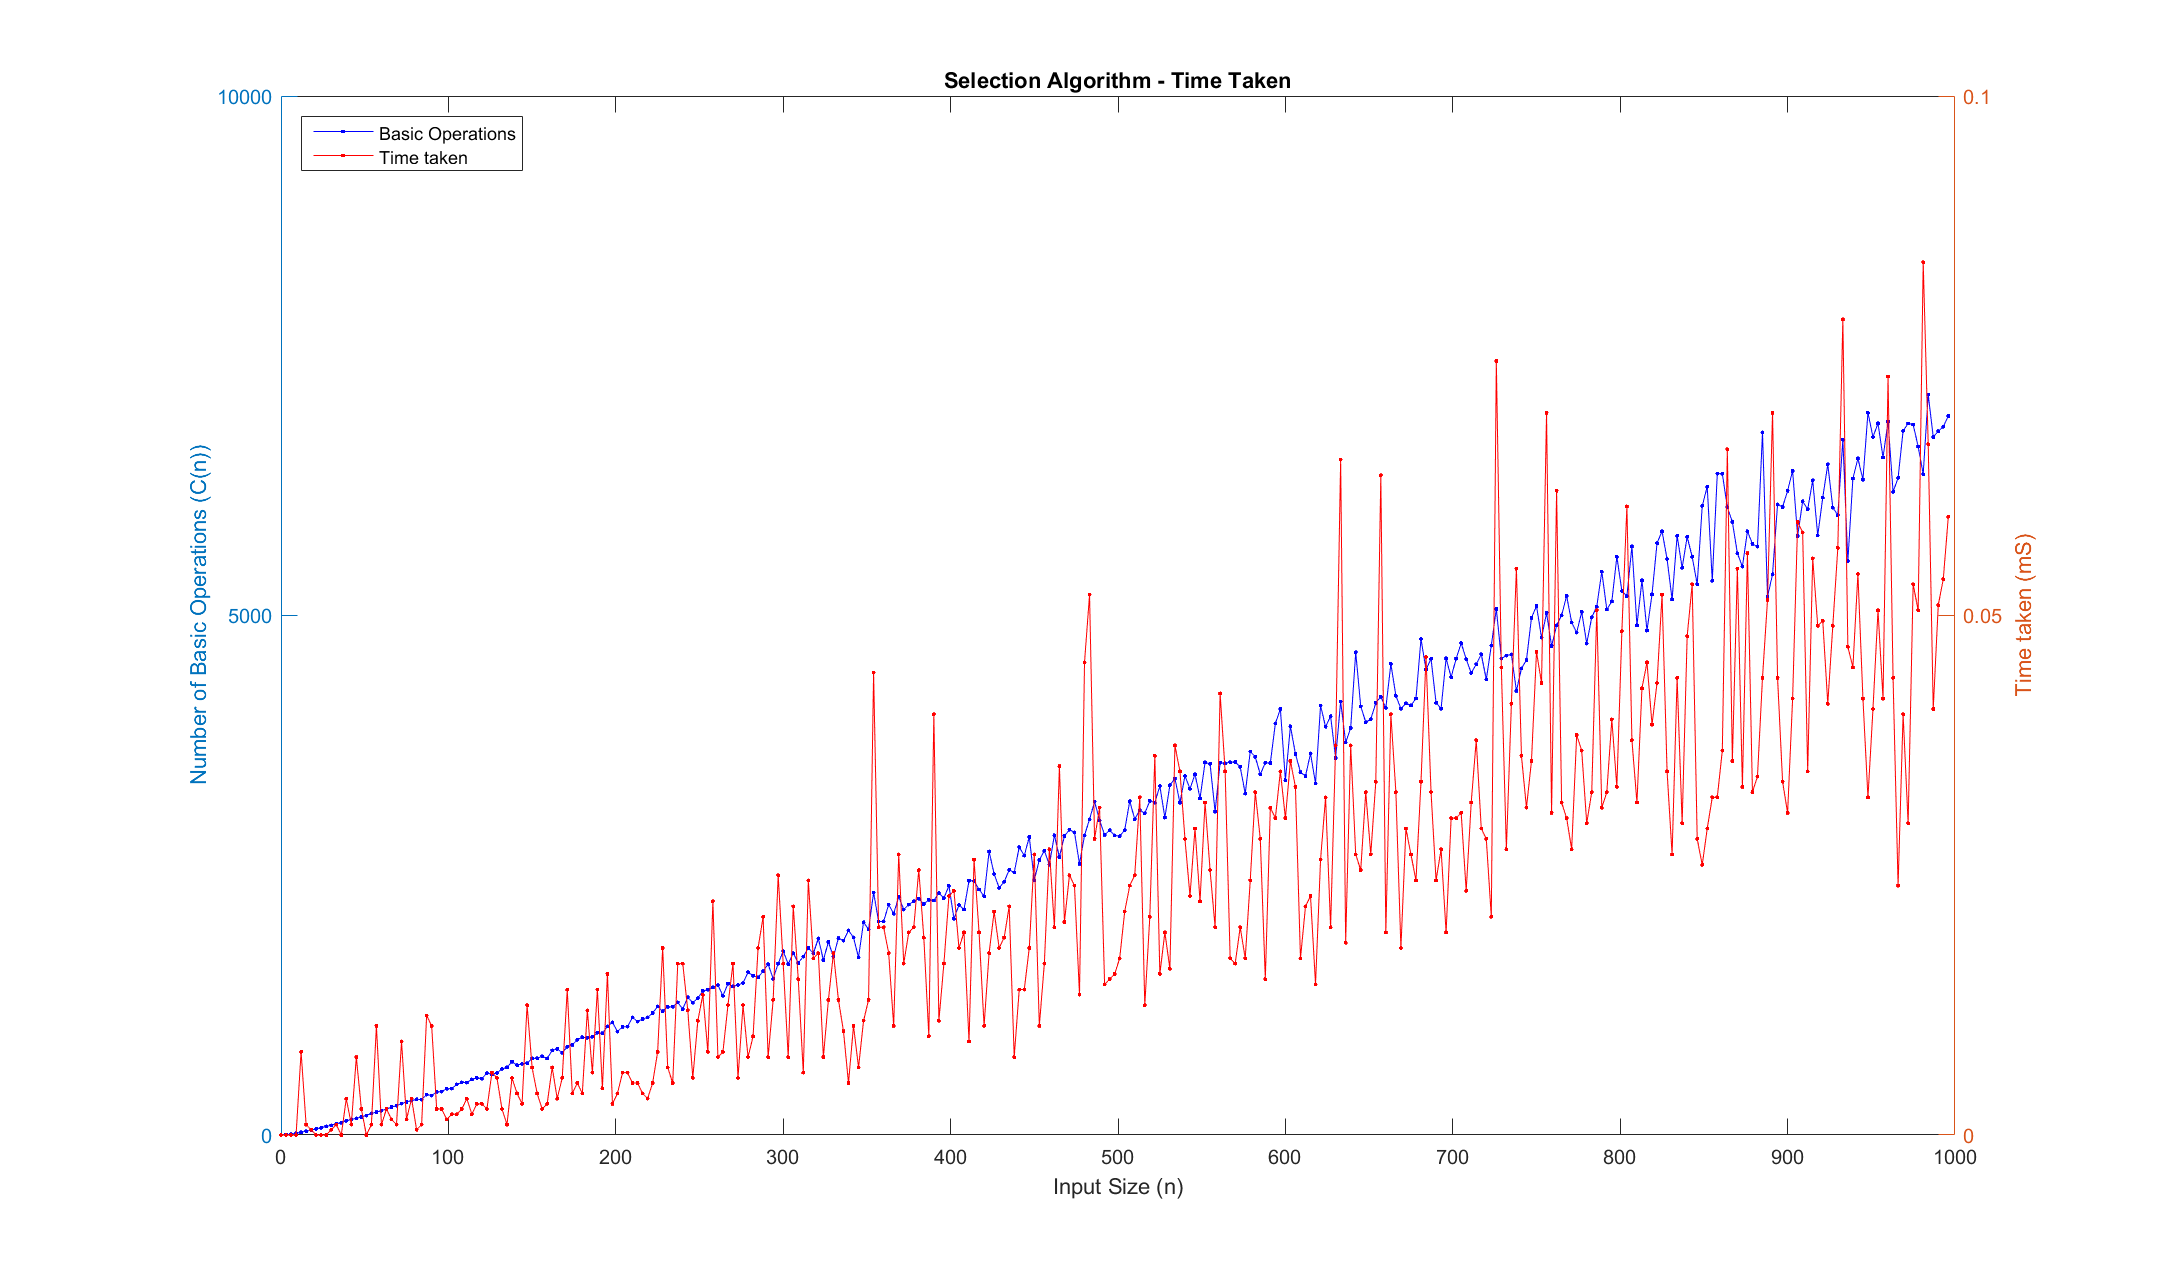 Selection Algorithm - Time Taken
10000
0.1
Basic Operations
Time taken
Number of Basic Operations (C(n))
5000
0.05
Time taken (mS)
0
0
0 100 200 300 400 500 600 700 800 900 1000
Input Size (n)